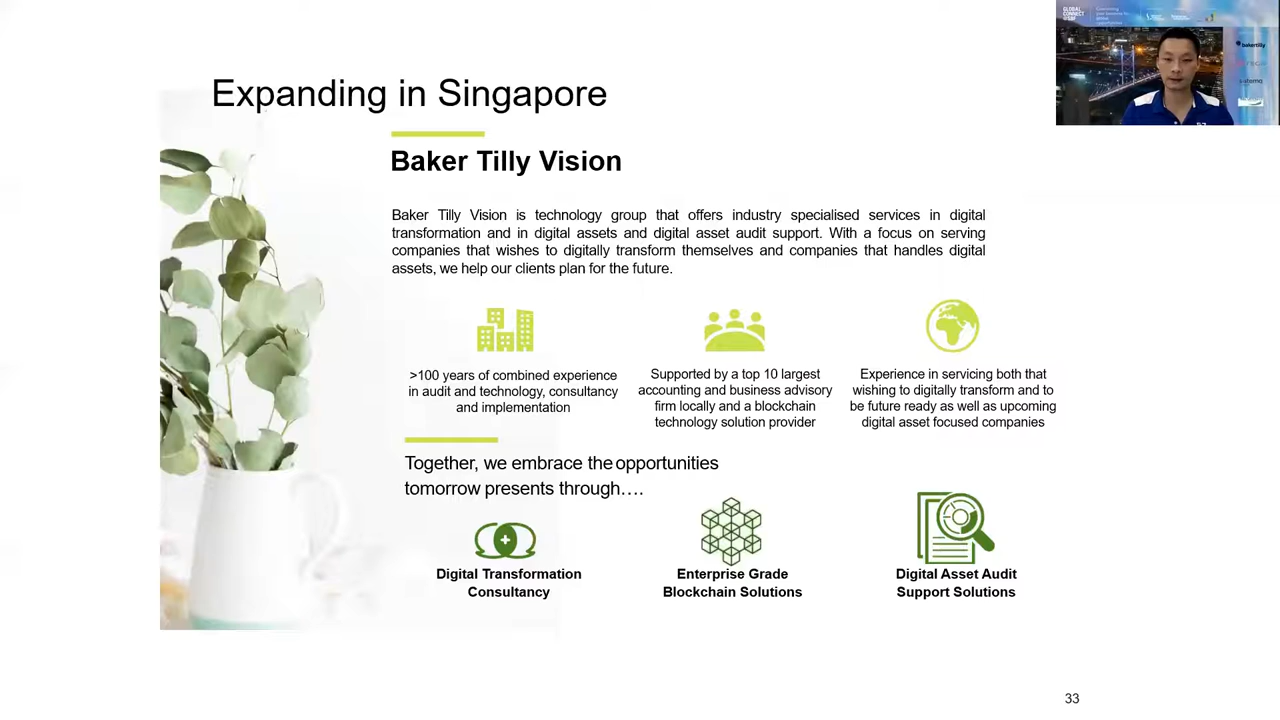 Expanding in Singapore
Baker Tilly Vision
Baker Tilly Vision is technology group that offers industry specialised services in digital
transformation and in digital assets and digital asset audit support. With a focus on serving
companies that wishes to digitally transform themselves and companies that handles digital
assets, we help our clients plan for the future.
>100 years of combined experience
in audit and technology, consultancy
and implementation
Supported by a top 10 largest
accounting and business advisory
firm locally and a blockchain
technology solution provider
Experience in servicing both that
wishing to digitally transform and to
be future ready as well as upcoming
digital asset focused companies
Together, we embrace the opportunities
tomorrow presents through….
Digital Transformation
Consultancy
Enterprise Grade
Blockchain Solutions
Digital Asset Audit
Support Solutions
33
GLOBAL
CONNECT
@SBF
bakertilly